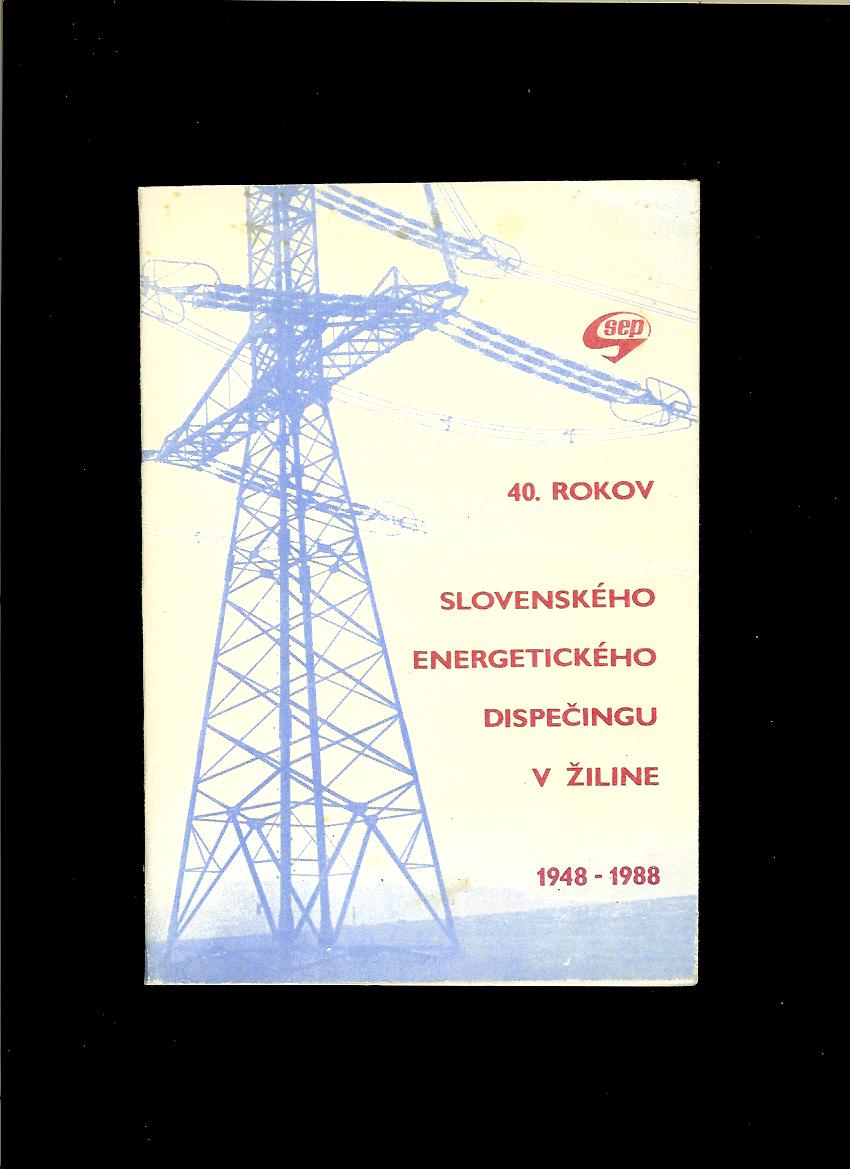 sep
40. ROKOV
SLOVENSKÉHO
ENERGETICKÉHO
DISPEČINGU
V ŽILINE
1948 - 1988